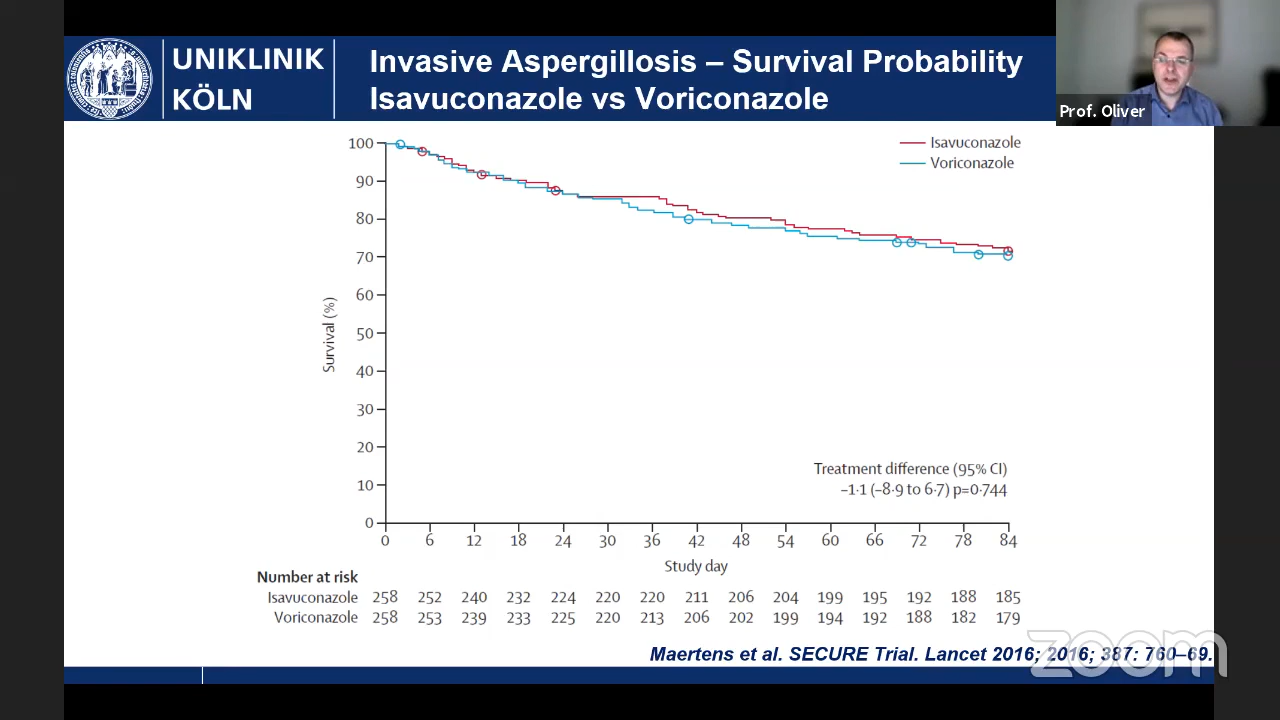 UNIKLINIK
KÖLN
Invasive Aspergillosis – Survival Probability
Isavuconazole vs Voriconazole
Prof. Oliver
Isavuconazole
Voriconazole
Survival (%)
100
90
80
70
60
50
40
30
20
10
0
Treatment difference (95% CI)
–1·1 (–8·9 to 6·7) p=0·744
0 6 12 18 24 30 36 42 48 54 60 66 72 78 84
Study day
Number at risk
Isavuconazole 258 252 240 232 224 220 220 211 206 204 199 195 192 188 185
Voriconazole 258 253 239 233 225 220 213 206 202 199 194 192 188 182 179
Maertens et al. SECURE Trial. Lancet 2016; 2016; 387: 760–69.
zoom